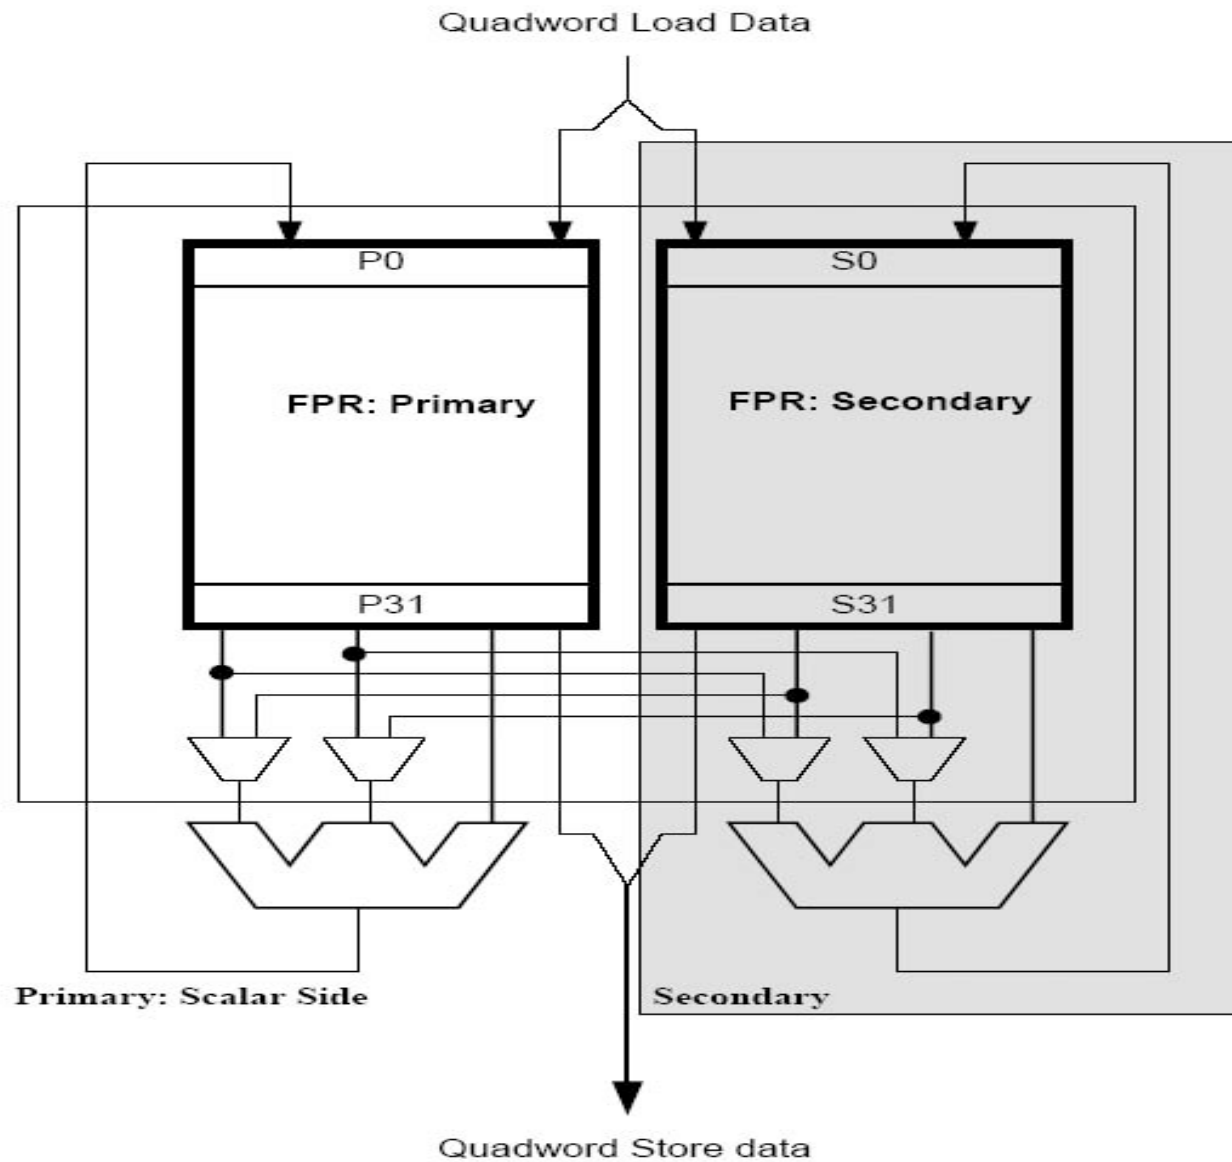 Quadword Load Data
P0
S0
FPR: Primary
FPR: Secondary
P31
S31
Primary: Scalar Side
Secondary
Quadword Store data